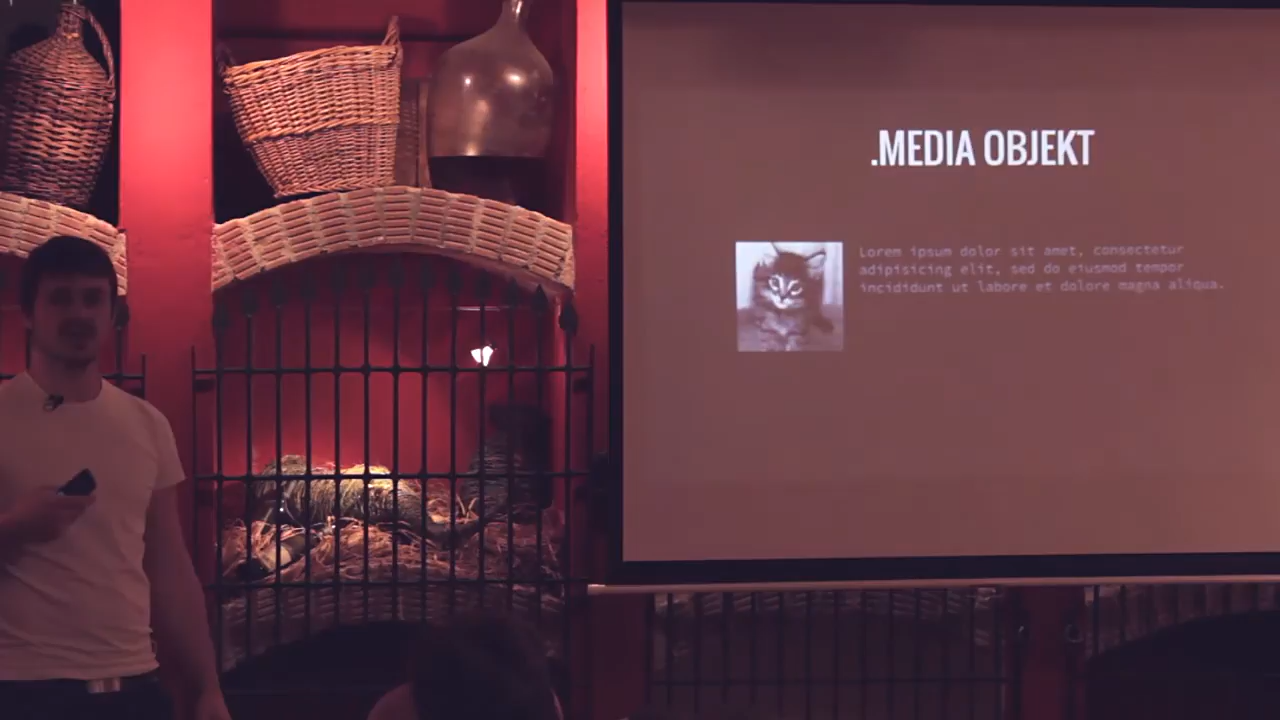 .MEDIA OBJEKT
Lorem ipsum dolor sit amet, consectetur
adipisicing elit, sed do eiusmod tempor
incididunt ut labore et dolore magna aliqua.